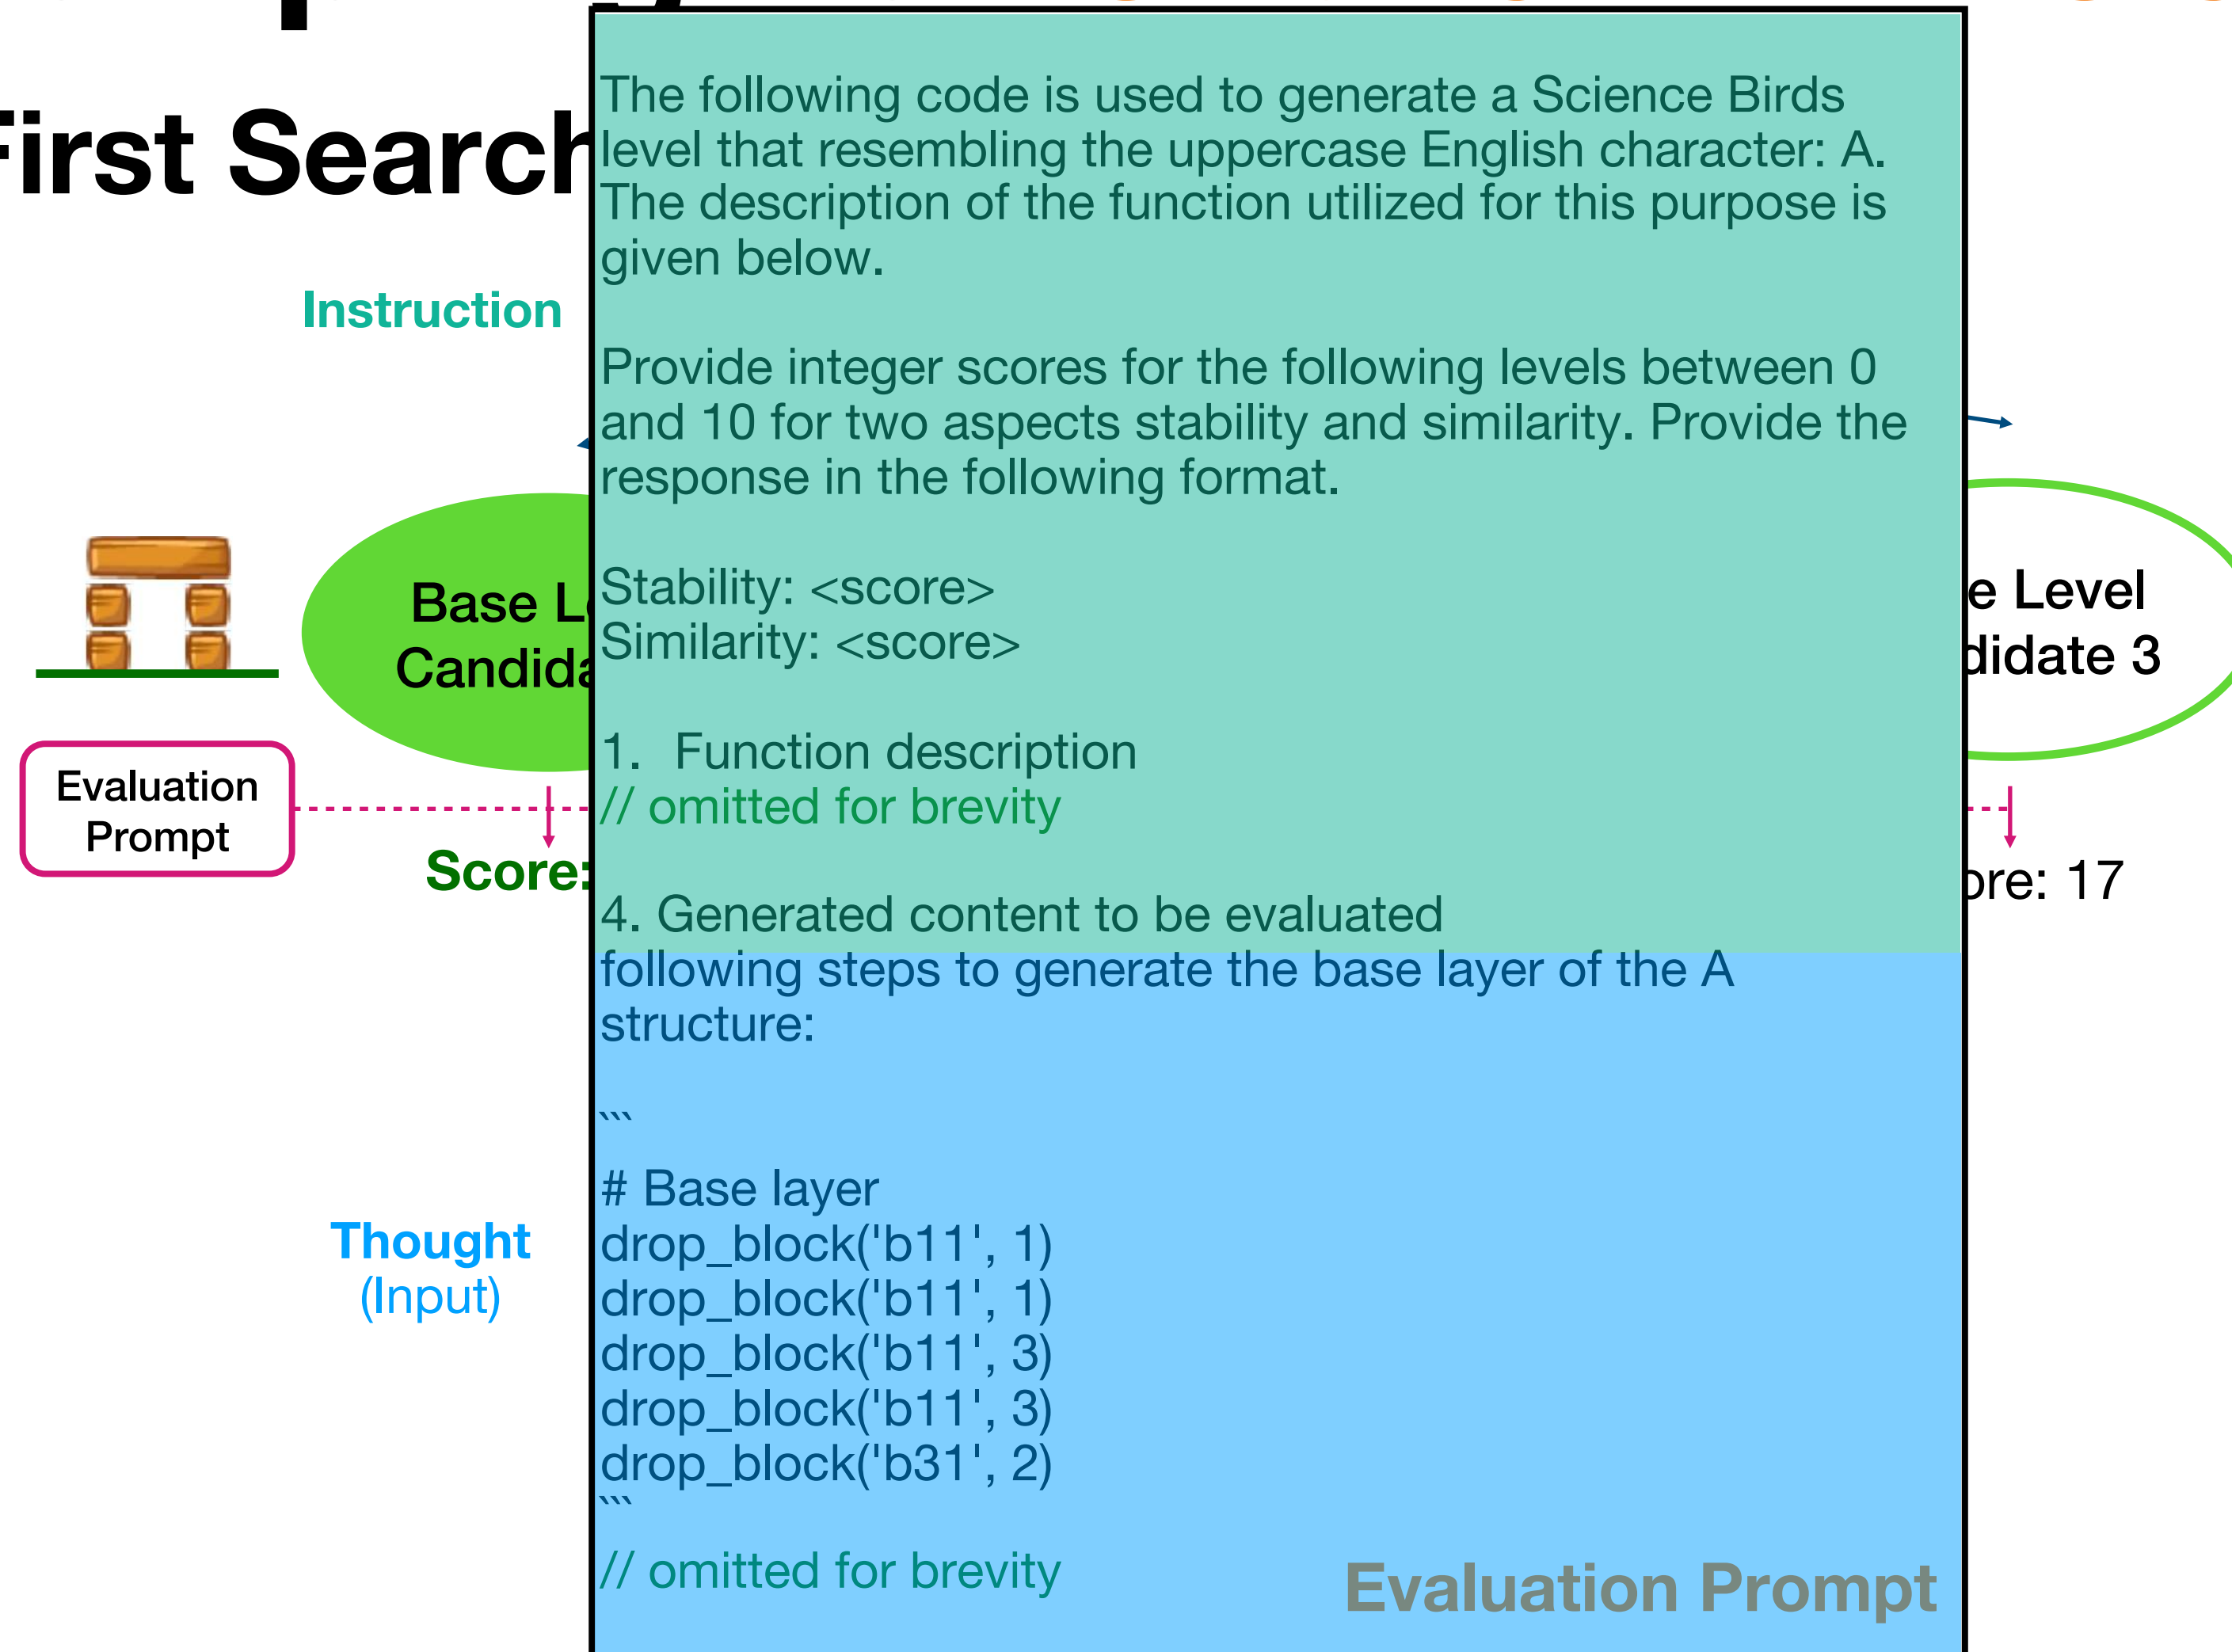 First Search
The following code is used to generate a Science Birds
level that resembling the uppercase English character: A.
The description of the function utilized for this purpose is
given below.
Instruction
Provide integer scores for the following levels between 0
and 10 for two aspects stability and similarity. Provide the
response in the following format.
Stability: <score>
Similarity: <score>
Base L
Candida
e Level
didate 3
1. Function description
// omitted for brevity
Evaluation
Prompt
Score:
ore: 17
4. Generated content to be evaluated
following steps to generate the base layer of the A
structure:
```
# Base layer
drop_block('b11', 1)
drop_block('b11', 1)
drop_block('b11', 3)
drop_block('b11', 3)
drop_block('b31', 2)
```
Thought
(Input)
// omitted for brevity
Evaluation Prompt